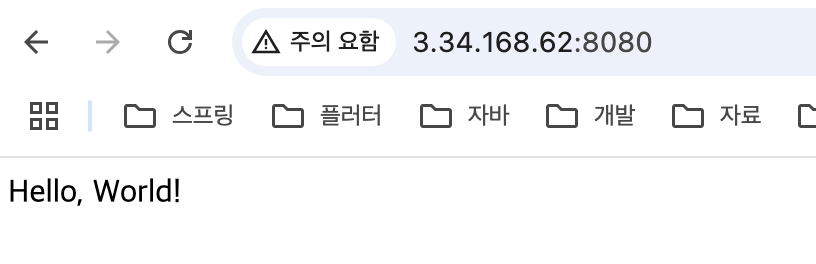 주의 요함 3.34.168.62:8080
스프링 플러터 자바 개발 자료
Hello, World!